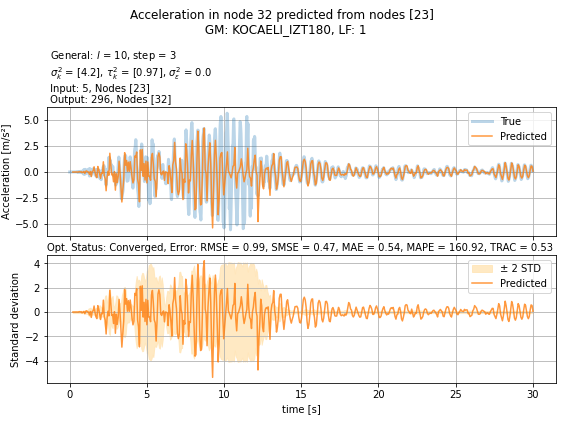 Acceleration in node 32 predicted from nodes [23]
GM: KOCAELI_IZT180, LF: 1
General: l = 10, step = 3
σ²ₖ = [4.2], τ²ₖ = [0.97], σ²ε = 0.0
Input: 5, Nodes [23]
Output: 296, Nodes [32]
Acceleration [m/s²]
5.0
2.5
0.0
−2.5
−5.0
True
Predicted
Opt. Status: Converged, Error: RMSE = 0.99, SMSE = 0.47, MAE = 0.54, MAPE = 160.92, TRAC = 0.53
Standard deviation
4
2
0
−2
−4
± 2 STD
Predicted
0 5 10 15 20 25 30
time [s]